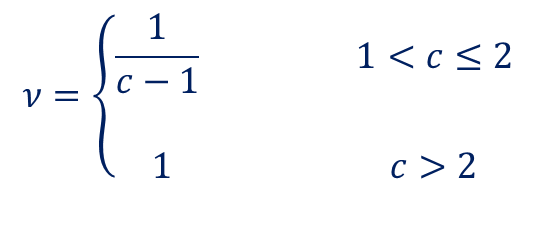 ν = { 1/(c − 1)    1 < c ≤ 2
1    c > 2